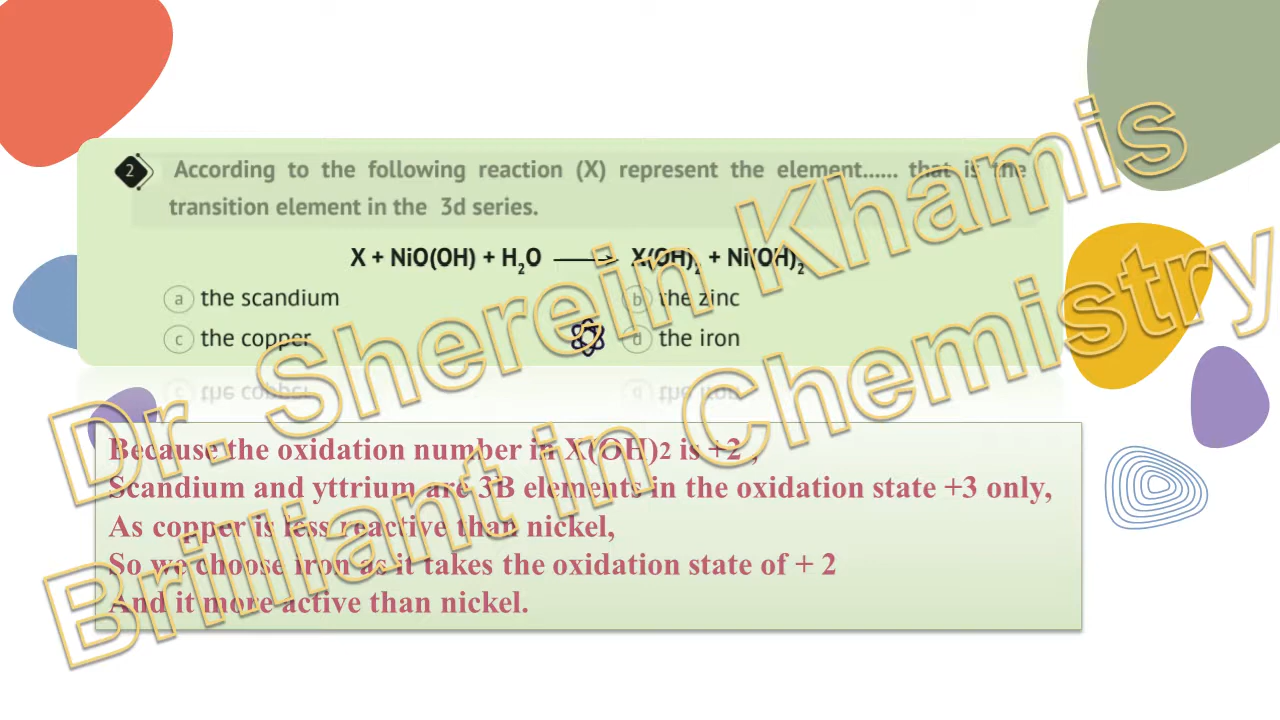 2 According to the following reaction (X) represent the element...... that is the
transition element in the 3d series.
X + NiO(OH) + H2O ⟶ X(OH)2 + Ni(OH)2
a the scandium b the zinc
c the copper d the iron
Because the oxidation number in X(OH)2 is +2 ,
Scandium and yttrium are 3B elements in the oxidation state +3 only,
As copper is less reactive than nickel,
So we choose iron as it takes the oxidation state of + 2
And it more active than nickel.
Dr. Sherein Khamis
Brilliant in Chemistry